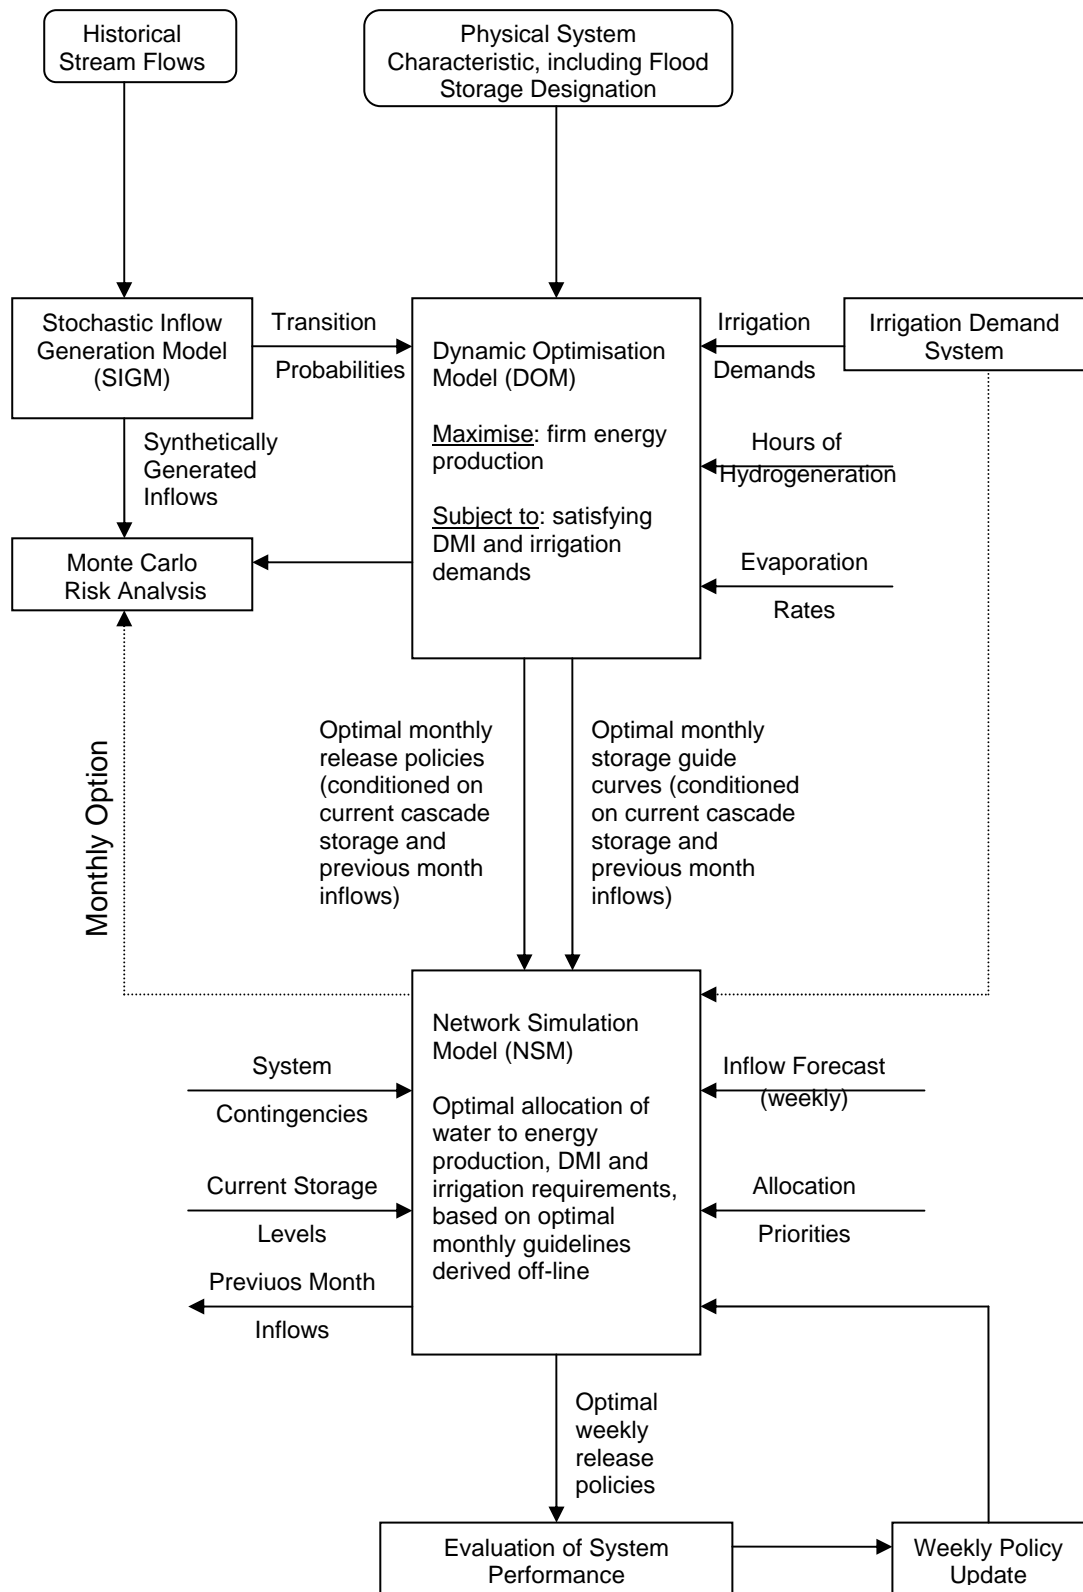 Historical
Stream Flows
Physical System
Characteristic, including Flood
Storage Designation
Stochastic Inflow
Generation Model
(SIGM)
Transition
Probabilities
Dynamic Optimisation
Model (DOM)
Maximise: firm energy
production
Subject to: satisfying
DMI and irrigation
demands
Irrigation
Demands
Irrigation Demand
System
Hours of
Hydrogeneration
Evaporation
Rates
Synthetically
Generated
Inflows
Monte Carlo
Risk Analysis
Monthly Option
Optimal monthly
release policies
(conditioned on
current cascade
storage and
previous month
inflows)
Optimal monthly
storage guide
curves (conditioned
on current cascade
storage and
previous month
inflows)
Network Simulation
Model (NSM)
Optimal allocation of
water to energy
production, DMI and
irrigation requirements,
based on optimal
monthly guidelines
derived off-line
System
Contingencies
Current Storage
Levels
Previuos Month
Inflows
Inflow Forecast
(weekly)
Allocation
Priorities
Optimal
weekly
release
policies
Evaluation of System
Performance
Weekly Policy
Update